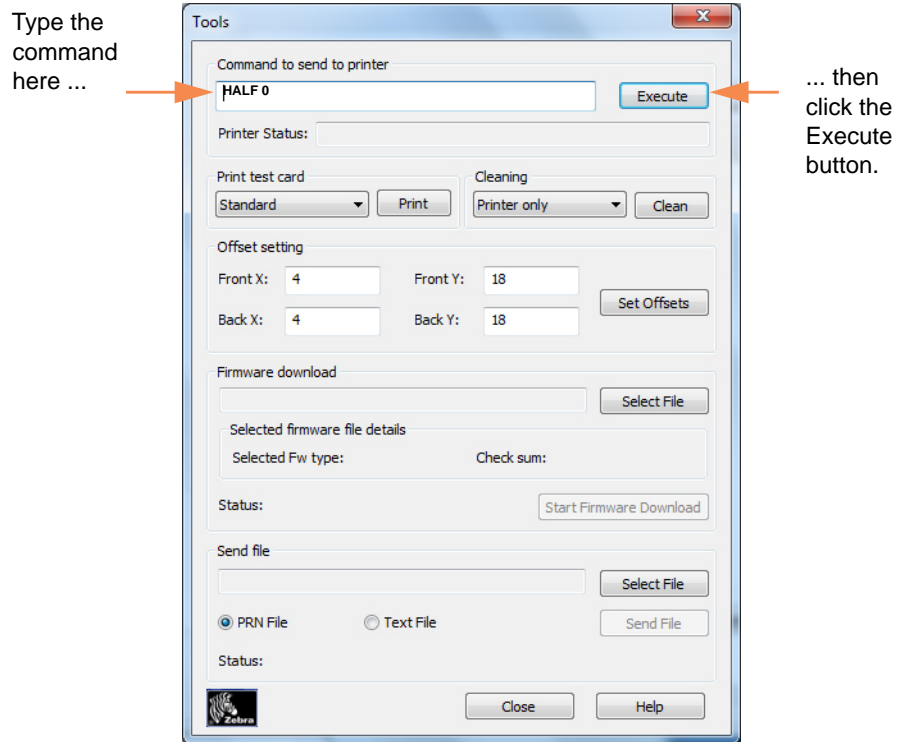 Type the
command
here ...
Tools
X
Command to send to printer
HALF 0
Execute
... then
click the
Execute
button.
Printer Status:
Print test card
Standard
Print
Cleaning
Printer only
Clean
Offset setting
Front X: 4 Front Y: 18
Set Offsets
Back X: 4 Back Y: 18
Firmware download
Select File
Selected firmware file details
Selected Fw type: Check sum:
Status:
Start Firmware Download
Send file
Select File
PRN File Text File
Send File
Status:
Zebra
Close
Help